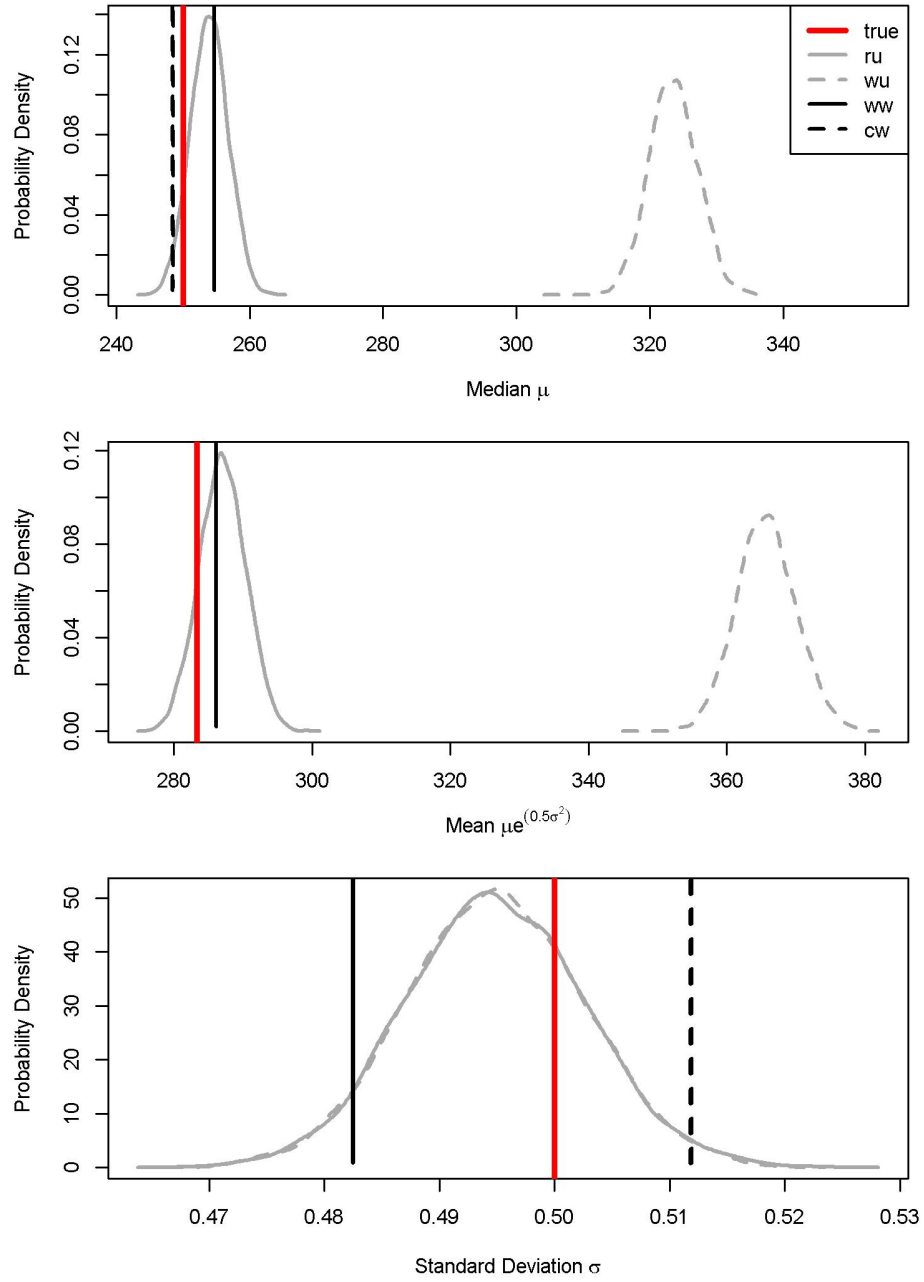 Probability Density
0.00 0.04 0.08 0.12
true
ru
wu
ww
cw
240 260 280 300 320 340
Median μ
Probability Density
0.00 0.04 0.08 0.12
280 300 320 340 360 380
Mean μe^(0.5σ²)
Probability Density
0 10 20 30 40 50
0.47 0.48 0.49 0.50 0.51 0.52 0.53
Standard Deviation σ